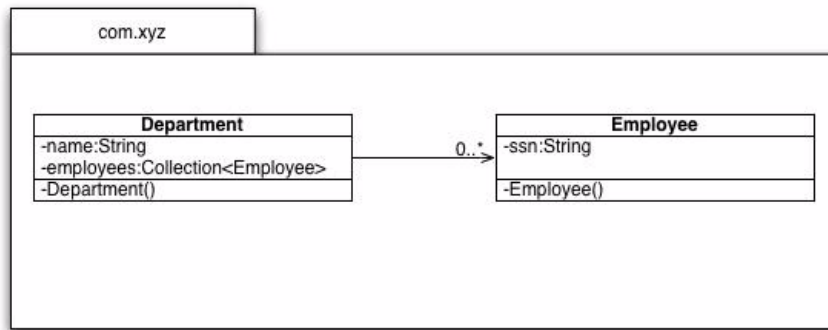 com.xyz
Department
-name:String
-employees:Collection<Employee>
-Department()
0..*
Employee
-ssn:String
-Employee()